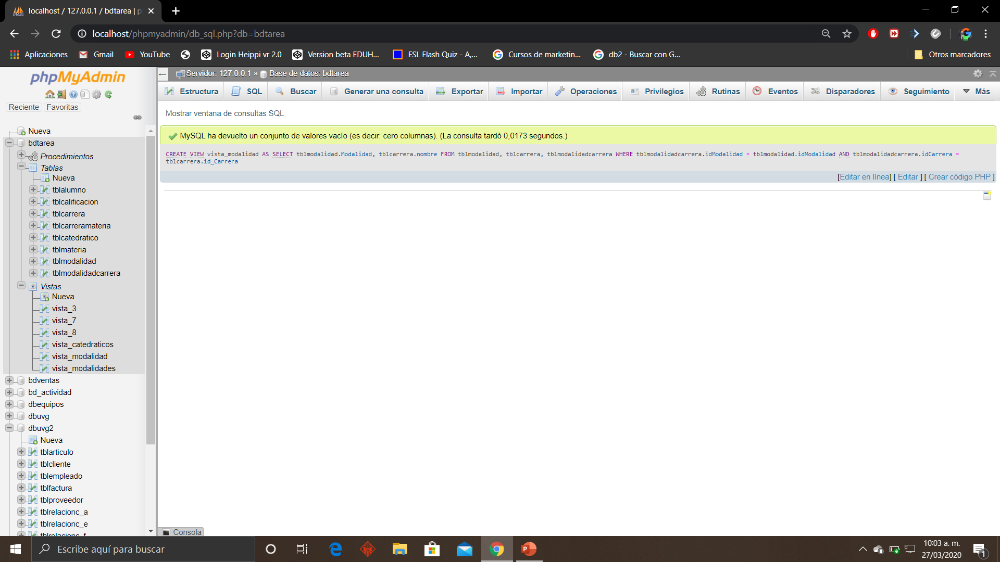 localhost / 127.0.0.1 / bdtarea | p
localhost/phpmyadmin/db_sql.php?db=bdtarea
Aplicaciones Gmail YouTube Login Heippi vr 2.0 Version beta EDUH... ESL Flash Quiz - A,... Cursos de marketin... db2 - Buscar con G... Otros marcadores
phpMyAdmin
Reciente Favoritas
Nueva
bdtarea
Procedimientos
Tablas
Nueva
tblalumno
tblcalificacion
tblcarrera
tblcarreramateria
tblcatedratico
tblmateria
tblmodalidad
tblmodalidadcarrera
Vistas
Nueva
vista_3
vista_7
vista_8
vista_catedraticos
vista_modalidad
vista_modalidades
bdventas
bd_actividad
dbequipos
dbuvg
dbuvg2
Nueva
tblarticulo
tblcliente
tblempleado
tblfactura
tblproveedor
tblrelacionc_a
tblrelacionc_e
tblrelacionc_f
Servidor: 127.0.0.1 » Base de datos: bdtarea
Estructura SQL Buscar Generar una consulta Exportar Importar Operaciones Privilegios Rutinas Eventos Disparadores Seguimiento Más
Mostrar ventana de consultas SQL
MySQL ha devuelto un conjunto de valores vacío (es decir: cero columnas). (La consulta tardó 0,0173 segundos.)
CREATE VIEW vista_modalidad AS SELECT tblmodalidad.Modalidad, tblcarrera.nombre FROM tblmodalidad, tblcarrera, tblmodalidadcarrera WHERE tblmodalidadcarrera.idModalidad = tblmodalidad.idModalidad AND tblmodalidadcarrera.idCarrera =
tblcarrera.id_Carrera
[Editar en línea] [ Editar ] [ Crear código PHP ]
Consola
Escribe aquí para buscar
10:03 a. m.
27/03/2020
1